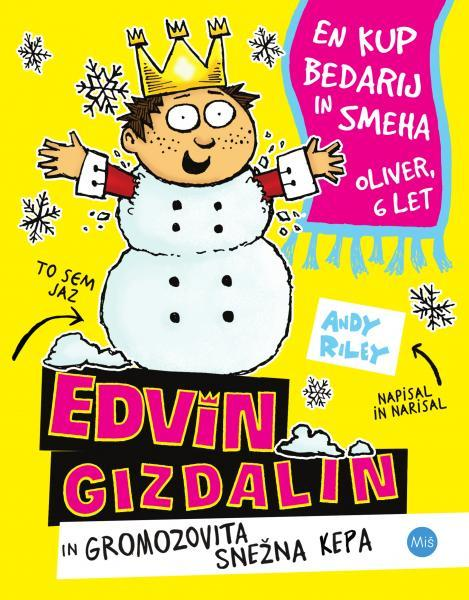 EN KUP
BEDARIJ
IN
SMEHA
OLIVER,
6 LET
TO SEM
JAZ
ANDY
RILEY
NAPISAL
IN NARISAL
EDVIN
GIZDALIN
IN GROMOZOVITA
SNEŽNA KEPA
Miš